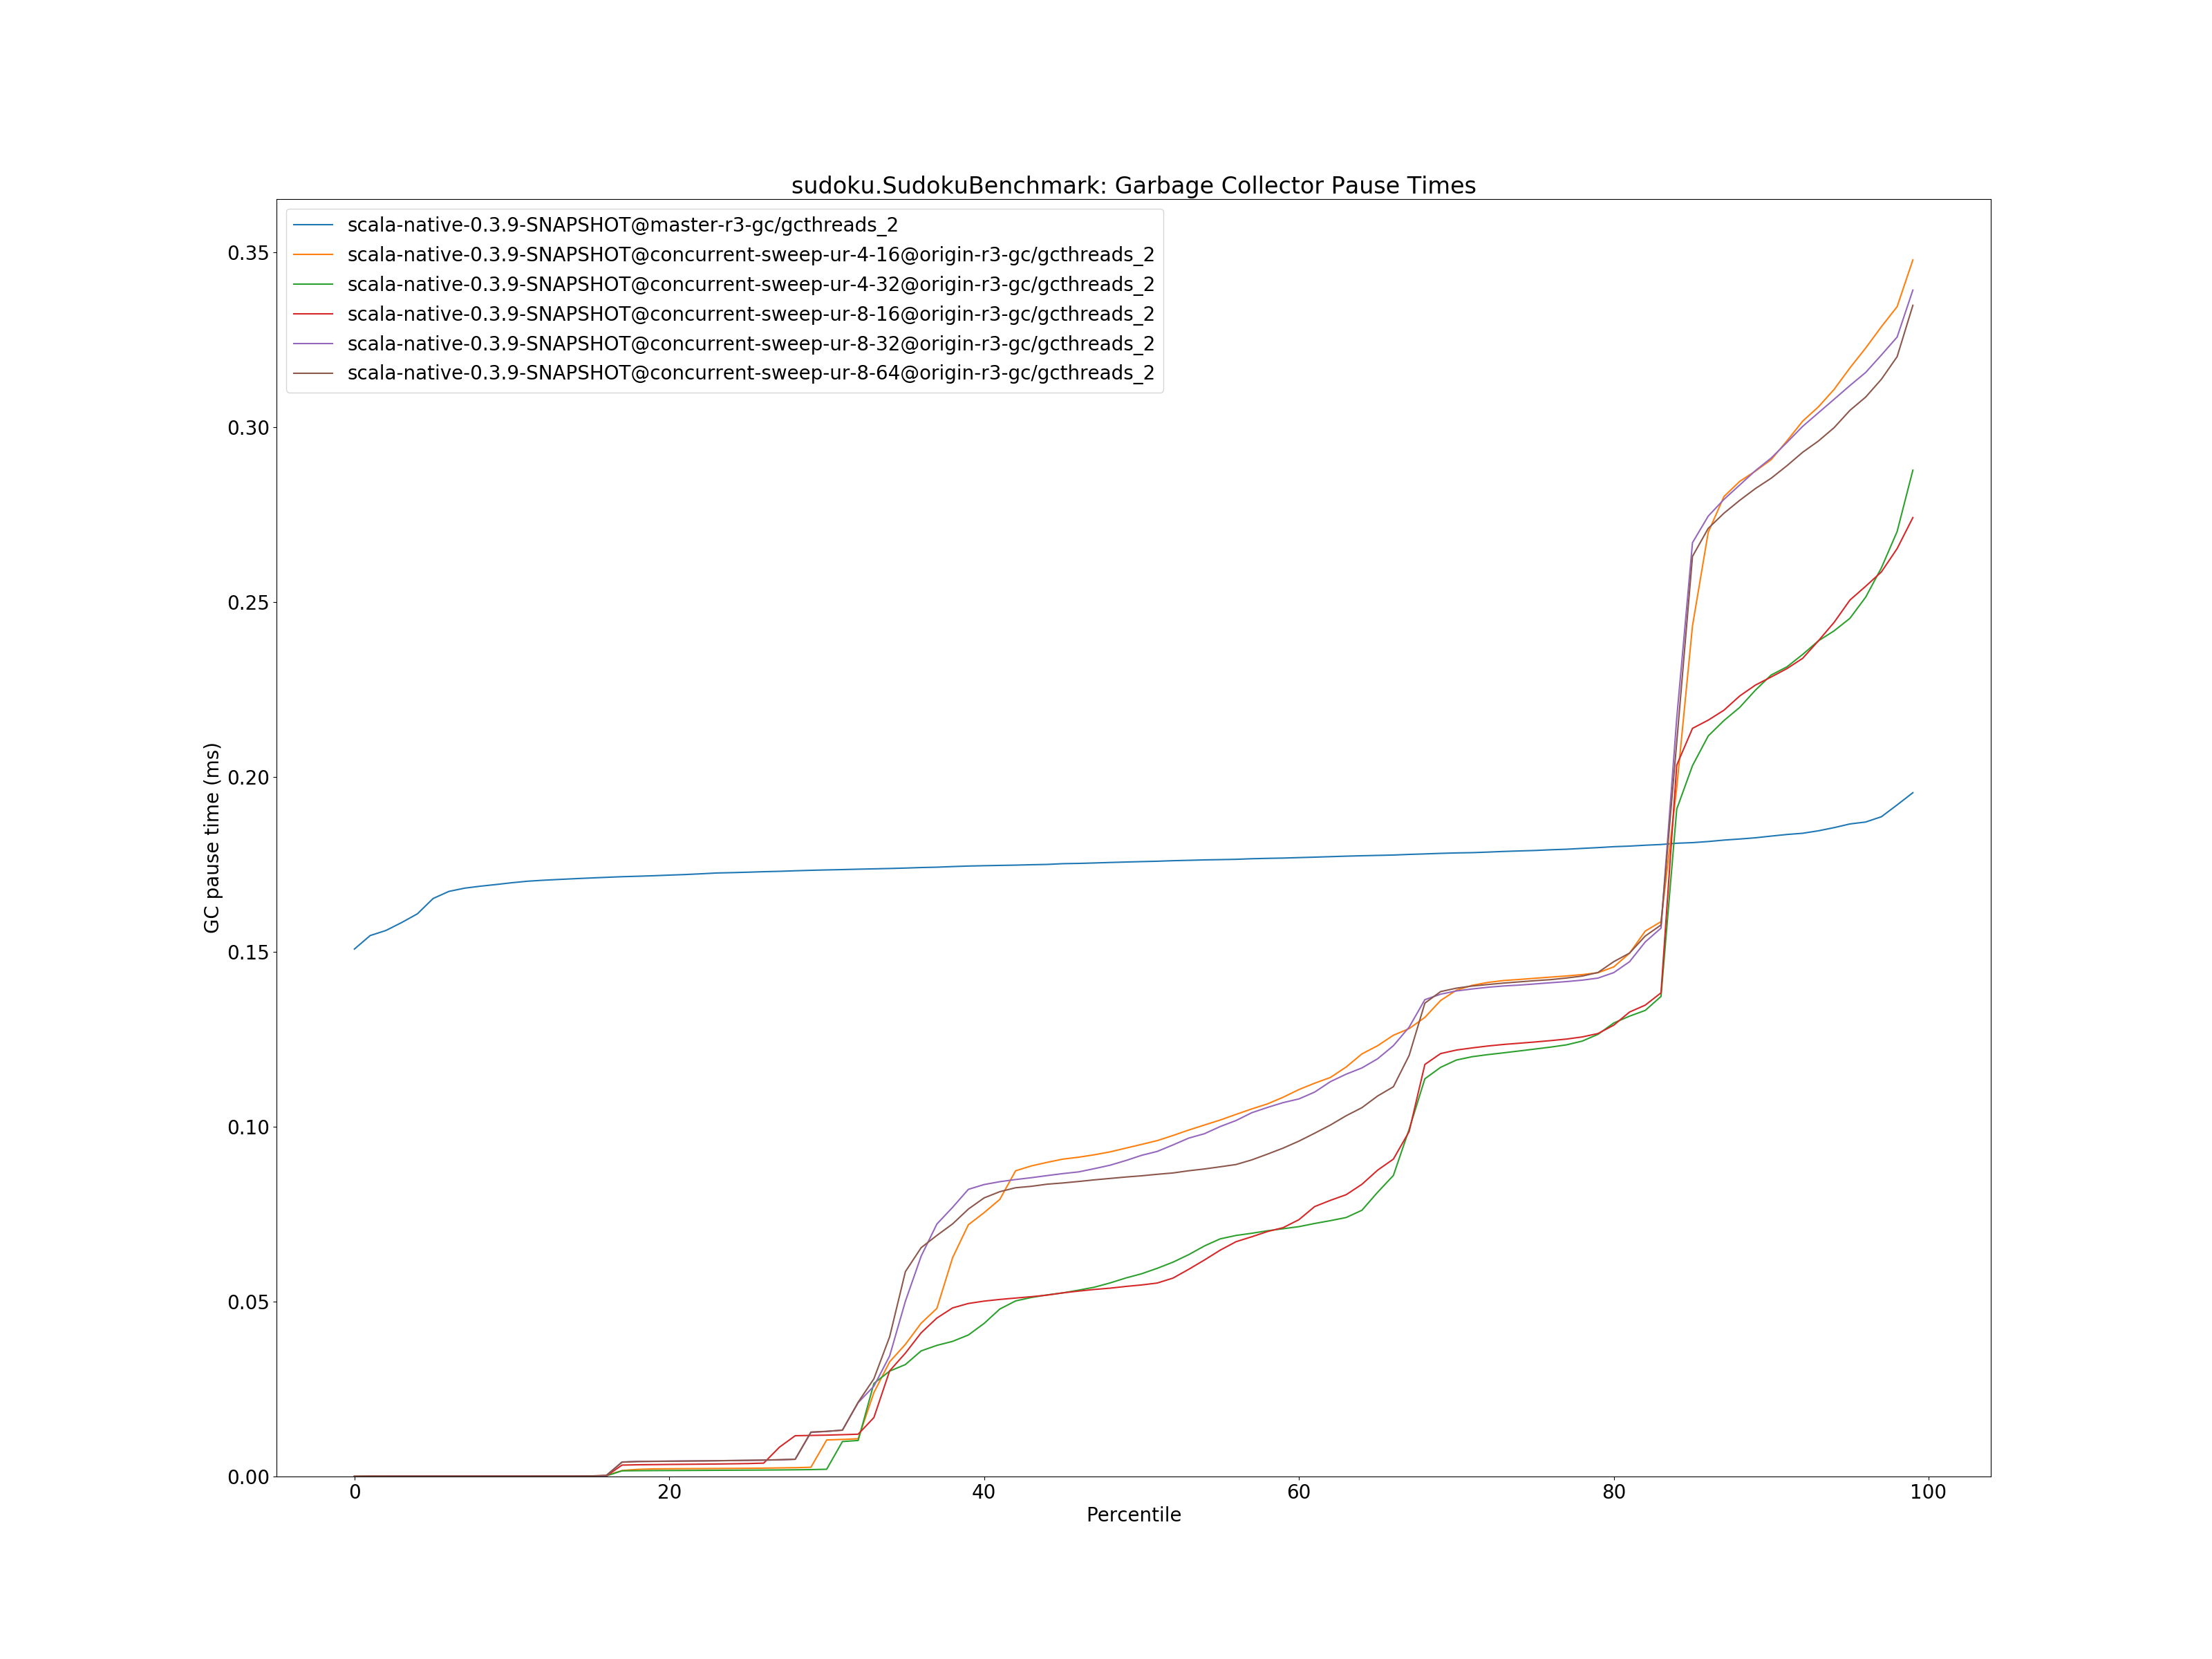 sudoku.SudokuBenchmark: Garbage Collector Pause Times
scala-native-0.3.9-SNAPSHOT@master-r3-gc/gcthreads_2
scala-native-0.3.9-SNAPSHOT@concurrent-sweep-ur-4-16@origin-r3-gc/gcthreads_2
scala-native-0.3.9-SNAPSHOT@concurrent-sweep-ur-4-32@origin-r3-gc/gcthreads_2
scala-native-0.3.9-SNAPSHOT@concurrent-sweep-ur-8-16@origin-r3-gc/gcthreads_2
scala-native-0.3.9-SNAPSHOT@concurrent-sweep-ur-8-32@origin-r3-gc/gcthreads_2
scala-native-0.3.9-SNAPSHOT@concurrent-sweep-ur-8-64@origin-r3-gc/gcthreads_2
GC pause time (ms)
0.35
0.30
0.25
0.20
0.15
0.10
0.05
0.00
0 20 40 60 80 100
Percentile